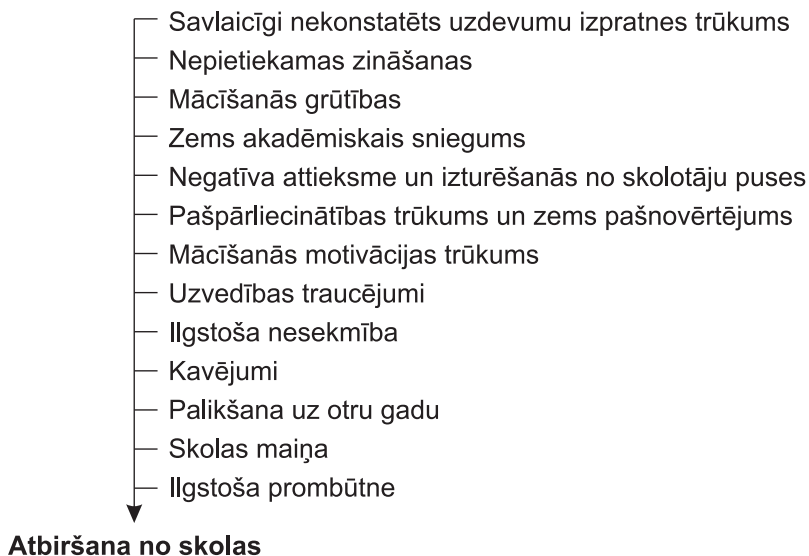 Savlaicīgi nekonstatēts uzdevumu izpratnes trūkums
Nepietiekamas zināšanas
Mācīšanās grūtības
Zems akadēmiskais sniegums
Negatīva attieksme un izturēšanās no skolotāju puses
Pašpārliecinātības trūkums un zems pašnovērtējums
Mācīšanās motivācijas trūkums
Uzvedības traucējumi
Ilgstoša nesekmība
Kavējumi
Palikšana uz otru gadu
Skolas maiņa
Ilgstoša prombūtne
Atbiršana no skolas